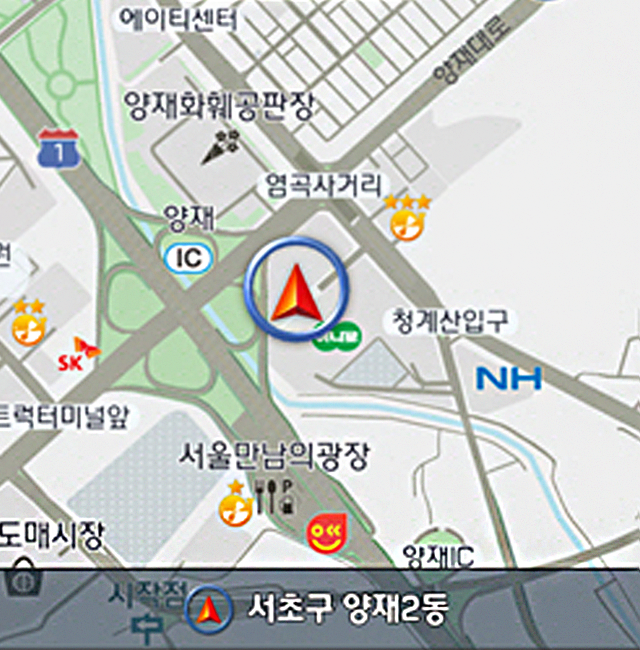 에이티센터
양재대로
양재화훼공판장
1
염곡사거리
양재
IC
청계산입구
SK
NH
트럭터미널앞
서울만남의광장
P
도매시장
양재IC
시작점
서초구 양재2동